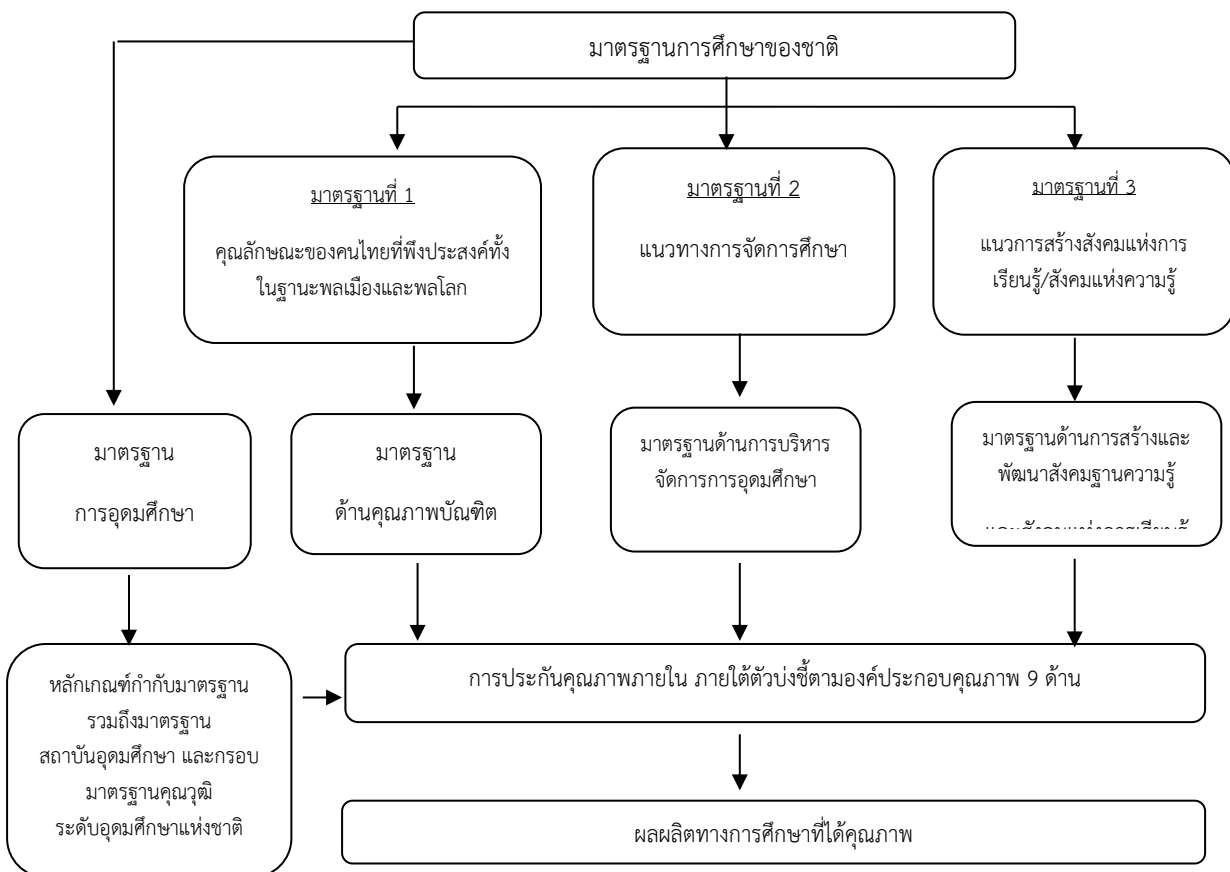 มาตรฐานการศึกษาของชาติ
มาตรฐานที่ 1
คุณลักษณะของคนไทยที่พึงประสงค์ทั้ง
ในฐานะพลเมืองและพลโลก
มาตรฐานที่ 2
แนวทางการจัดการศึกษา
มาตรฐานที่ 3
แนวการสร้างสังคมแห่งการ
เรียนรู้/สังคมแห่งความรู้
มาตรฐาน
การอุดมศึกษา
มาตรฐาน
ด้านคุณภาพบัณฑิต
มาตรฐานด้านการบริหาร
จัดการการอุดมศึกษา
มาตรฐานด้านการสร้างและ
พัฒนาสังคมฐานความรู้
และสังคมแห่งการเรียนรู้
หลักเกณฑ์กำกับมาตรฐาน
รวมถึงมาตรฐาน
สถาบันอุดมศึกษา และกรอบ
มาตรฐานคุณวุฒิ
ระดับอุดมศึกษาแห่งชาติ
การประกันคุณภาพภายใน ภายใต้ตัวบ่งชี้ตามองค์ประกอบคุณภาพ 9 ด้าน
ผลผลิตทางการศึกษาที่ได้คุณภาพ